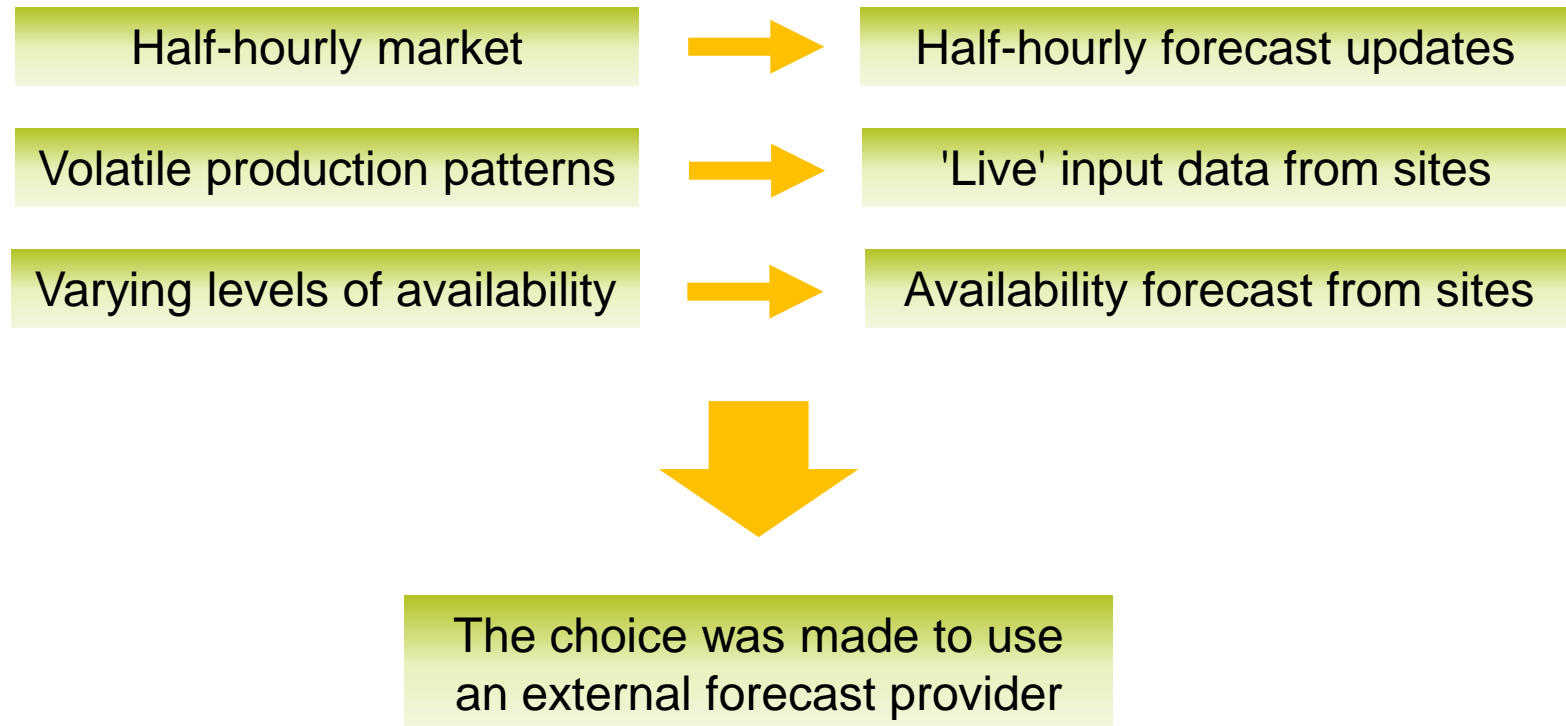 Half-hourly market
Half-hourly forecast updates
Volatile production patterns
'Live' input data from sites
Varying levels of availability
Availability forecast from sites
The choice was made to use
an external forecast provider